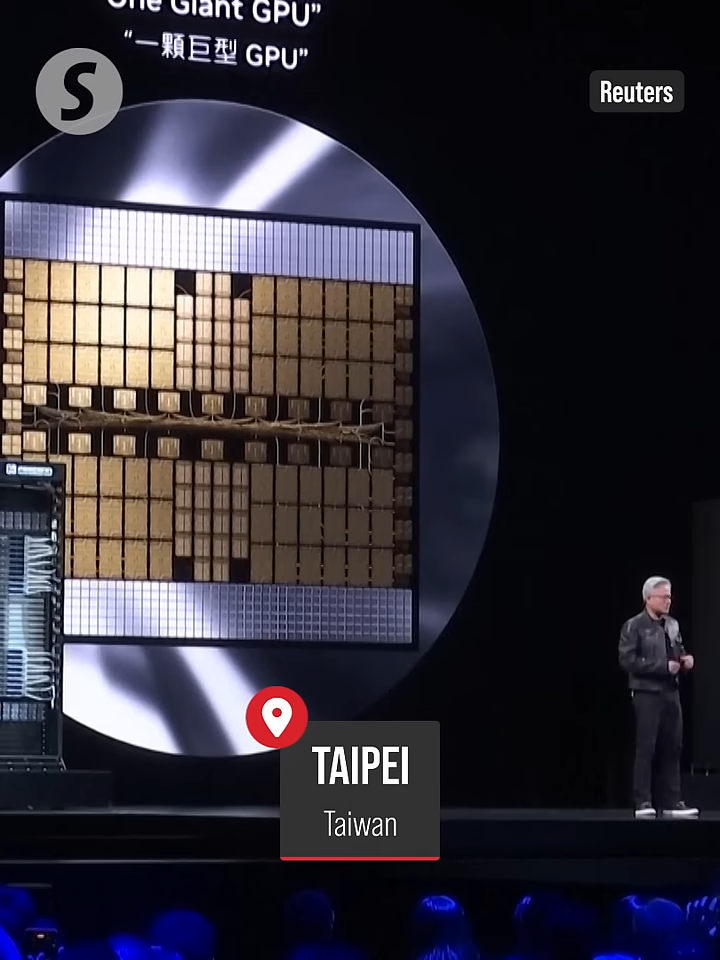 One Giant GPU”
“一顆巨型 GPU”
S
Reuters
TAIPEI
Taiwan